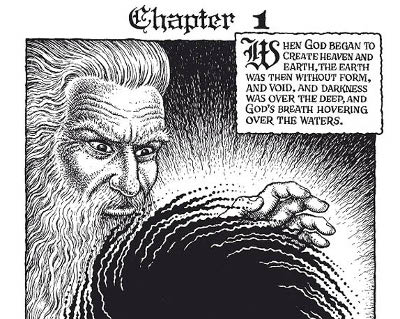 Chapter 1
WHEN GOD BEGAN TO
CREATE HEAVEN AND
EARTH, THE EARTH
WAS THEN WITHOUT FORM,
AND VOID, AND DARKNESS
WAS OVER THE DEEP, AND
GOD'S BREATH HOVERING
OVER THE WATERS.